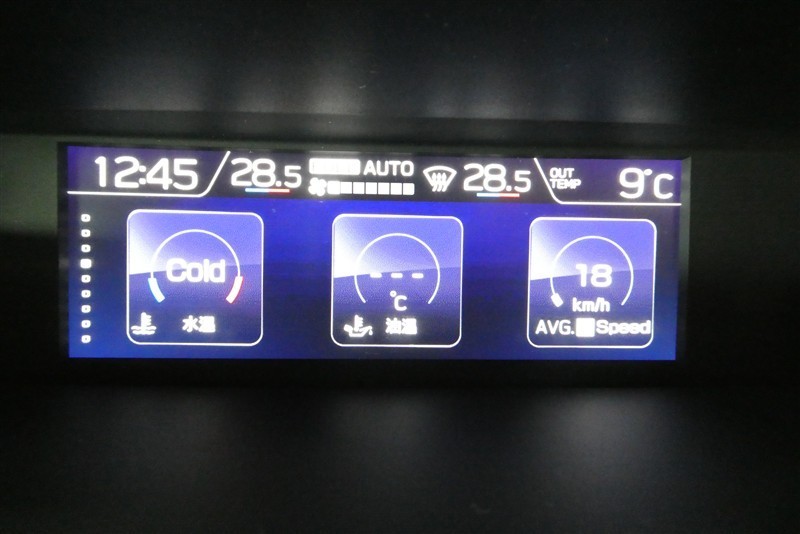 12:45
28.5
AUTO
28.5
OUT
TEMP
9°C
Cold
水温
---
°C
油温
18
km/h
AVG. Speed